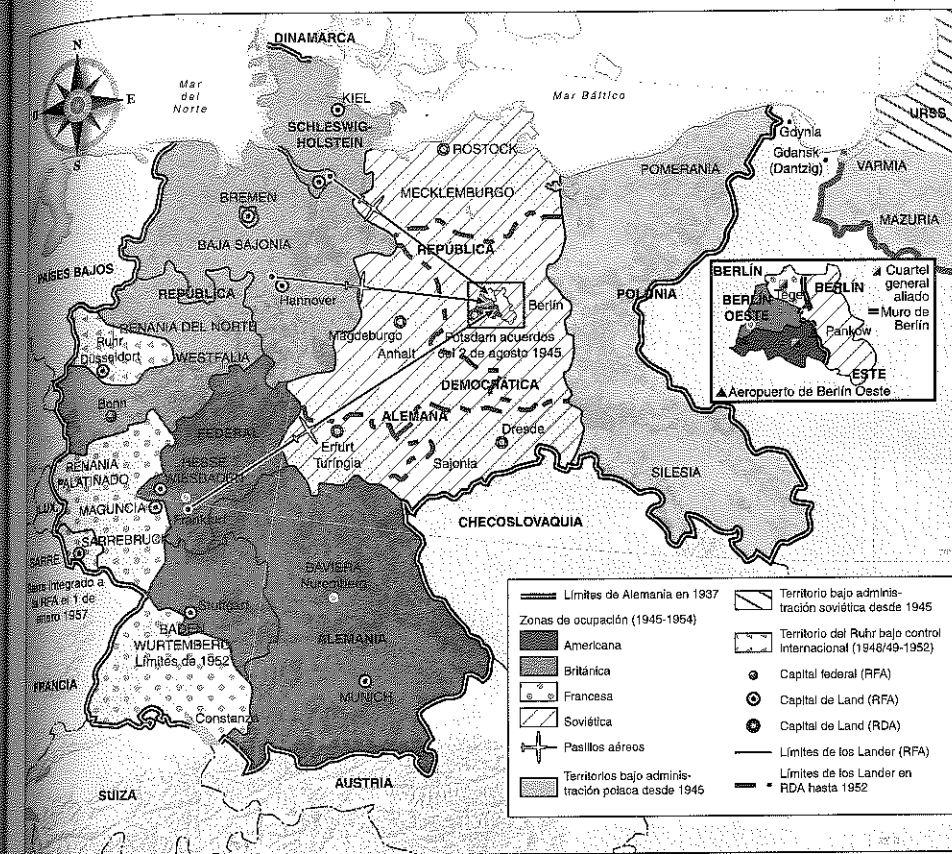 N
E
S
DINAMARCA
Mar
del
Norte
Mar Báltico
KIEL
SCHLESWIG-
HOLSTEIN
ROSTOCK
MECKLEMBURGO
POMERANIA
Gdynia
Gdansk
(Dantzig)
URSS
VARMIA
MAZURIA
BREMEN
BAJA SAJONIA
PAISES BAJOS
REPÚBLICA
Hannover
RENANIA DEL NORTE
WESTFALIA
Ruhr
Düsseldorf
Bonn
FEDERAL
HESSE
WIESBADEN
Frankfurt
RENANIA
PALATINADO
LUX.
MAGUNCIA
SARREBRUCK
SARRE
Sarre integrado a
la RFA el 1 de
enero 1957
Stuttgart
BADEN
WURTEMBERG
Límites de 1952
FRANCIA
Constanza
SUIZA
AUSTRIA
BAVIERA
Nuremberg
ALEMANIA
MUNICH
REPÚBLICA
Berlín
Magdeburgo
Anhalt
Potsdam acuerdos
del 2 de agosto 1945
DEMOCRÁTICA
ALEMANA
Erfurt
Turingia
Dresde
Sajonia
POLONIA
SILESIA
CHECOSLOVAQUIA
BERLÍN
BERLÍN
OESTE
Tegel
BERLÍN
Pankow
ESTE
Cuartel
general
aliado
Muro de
Berlín
Aeropuerto de Berlín Oeste
Límites de Alemania en 1937
Zonas de ocupación (1945-1954)
Americana
Británica
Francesa
Soviética
Pasillos aéreos
Territorios bajo adminis-
tración polaca desde 1945
Territorio bajo adminis-
tración soviética desde 1945
Territorio del Ruhr bajo control
Internacional (1948/49-1952)
Capital federal (RFA)
Capital de Land (RFA)
Capital de Land (RDA)
Límites de los Lander (RFA)
Límites de los Lander en
RDA hasta 1952